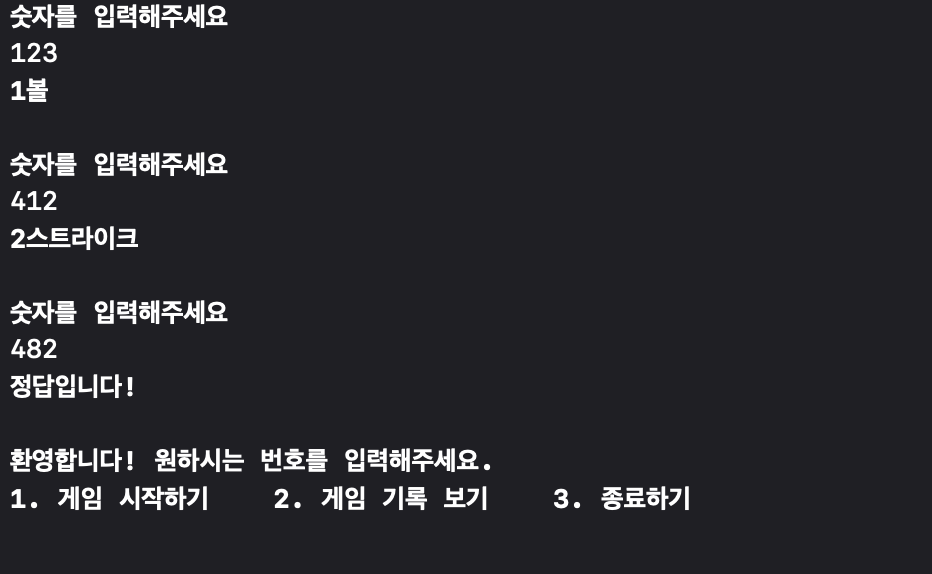 숫자를 입력해주세요
123
1볼
숫자를 입력해주세요
412
2스트라이크
숫자를 입력해주세요
482
정답입니다!
환영합니다! 원하시는 번호를 입력해주세요.
1. 게임 시작하기 2. 게임 기록 보기 3. 종료하기